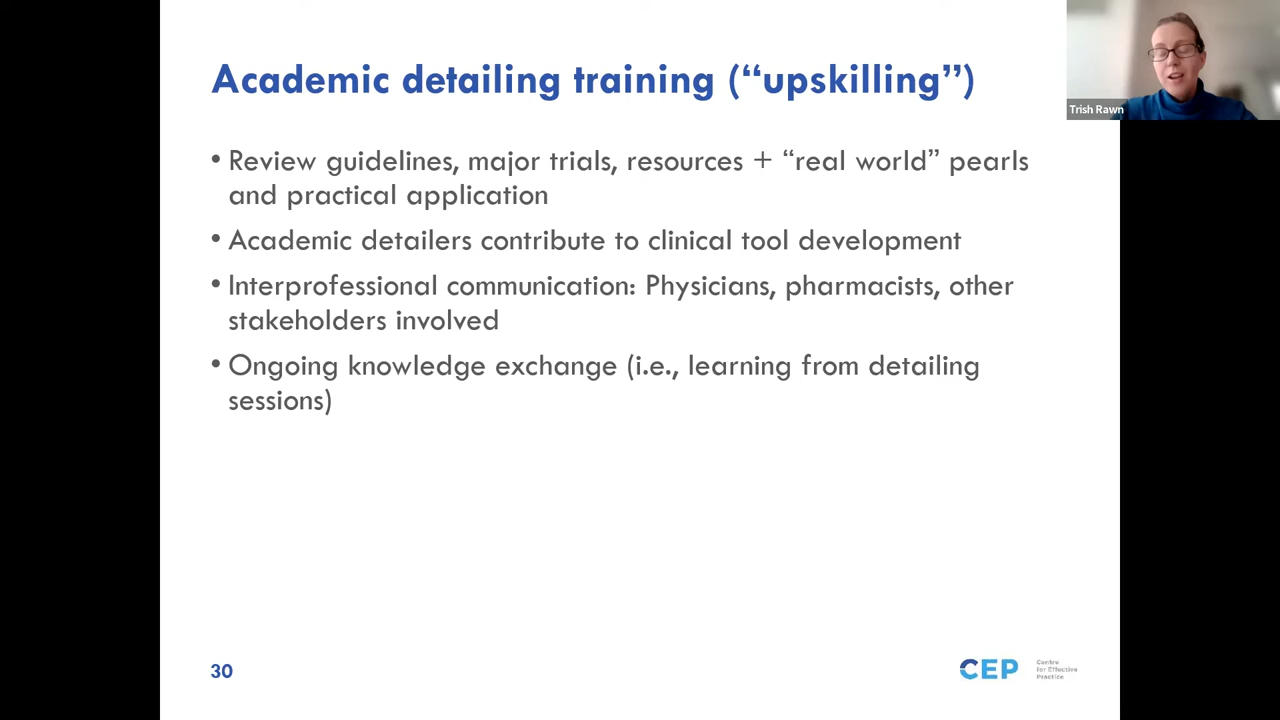 Academic detailing training (“upskilling”)
Trish Rawn
• Review guidelines, major trials, resources + “real world” pearls
and practical application
• Academic detailers contribute to clinical tool development
• Interprofessional communication: Physicians, pharmacists, other
stakeholders involved
• Ongoing knowledge exchange (i.e., learning from detailing
sessions)
30
CEP
Centre
for Effective
Practice